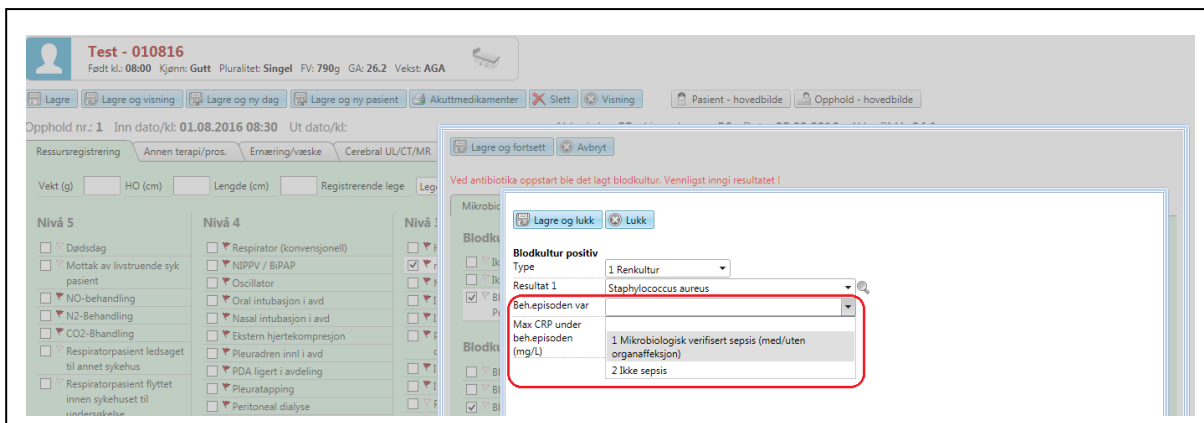 Test - 010816
Født kl.: 08:00 Kjønn: Gutt Pluralitet: Singel FV: 790g GA: 26.2 Vekst: AGA
Lagre Lagre og visning Lagre og ny dag Lagre og ny pasient Akuttmedikamenter Slett Visning Pasient - hovedbilde Opphold - hovedbilde
Opphold nr.: 1 Inn dato/kl: 01.08.2016 08:30 Ut dato/kl:
Ressursregistrering Annen terapi/pros. Ernæring/væske Cerebral UL/CT/MR
Vekt (g) HO (cm) Lengde (cm) Registrerende lege
Nivå 5
Dødsdag
Mottak av livstruende syk
pasient
NO-behandling
N2-Behandling
CO2-Bhandling
Respiratorpasient ledsaget
til annet sykehus
Respiratorpasient flyttet
innen sykehuset til
undersøkelse
Nivå 4
Respirator (konvensjonell)
NIPPV / BiPAP
Oscillator
Oral intubasjon i avd
Nasal intubasjon i avd
Ekstern hjertekompresjon
Pleuradren innl i avd
PDA ligert i avdeling
Pleuratapping
Peritoneal dialyse
Nivå
Lagre og fortsett Avbryt
Ved antibiotika oppstart ble det lagt blodkultur. Vennligst inngi resultatet !
Lagre og lukk Lukk
Blodkultur positiv
Type 1 Renkultur
Resultat 1 Staphylococcus aureus
Beh.episoden var
Max CRP under
beh.episoden
(mg/L)
1 Mikrobiologisk verifisert sepsis (med/uten
organaffeksjon)
2 Ikke sepsis